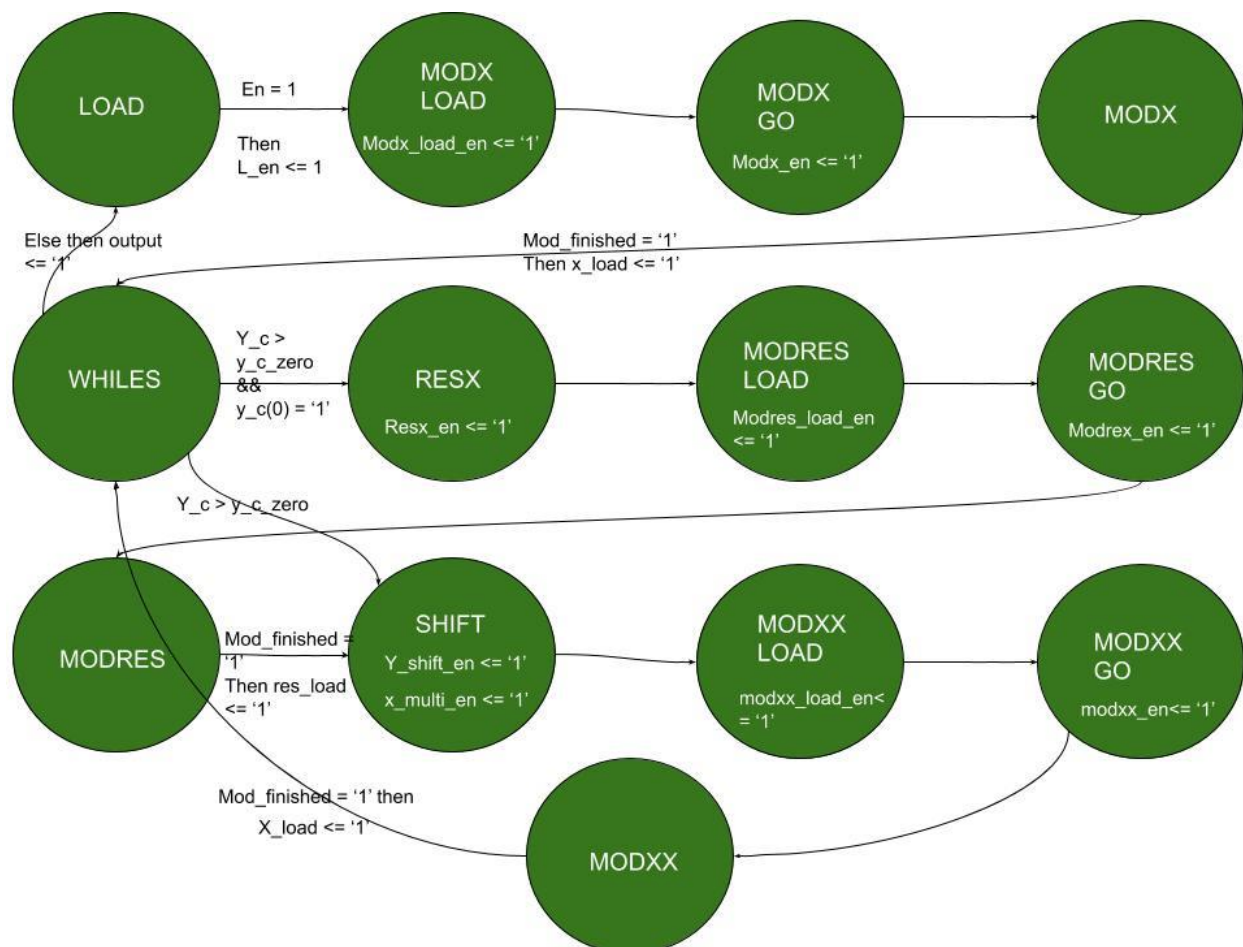 LOAD
En = 1
Then
L_en <= 1
MODX
LOAD
Modx_load_en <= ‘1’
MODX
GO
Modx_en <= ‘1’
MODX
Else then output
<= ‘1’
Mod_finished = ‘1’
Then x_load <= ‘1’
WHILES
Y_c >
y_c_zero
&&
y_c(0) = ‘1’
RESX
Resx_en <= ‘1’
MODRES
LOAD
Modres_load_en
<= ‘1’
MODRES
GO
Modrex_en <= ‘1’
Y_c > y_c_zero
MODRES
Mod_finished =
‘1’
Then res_load
<= ‘1’
SHIFT
Y_shift_en <= ‘1’
x_multi_en <= ‘1’
MODXX
LOAD
modxx_load_en<
= ‘1’
MODXX
GO
modxx_en<= ‘1’
Mod_finished = ‘1’ then
X_load <= ‘1’
MODXX